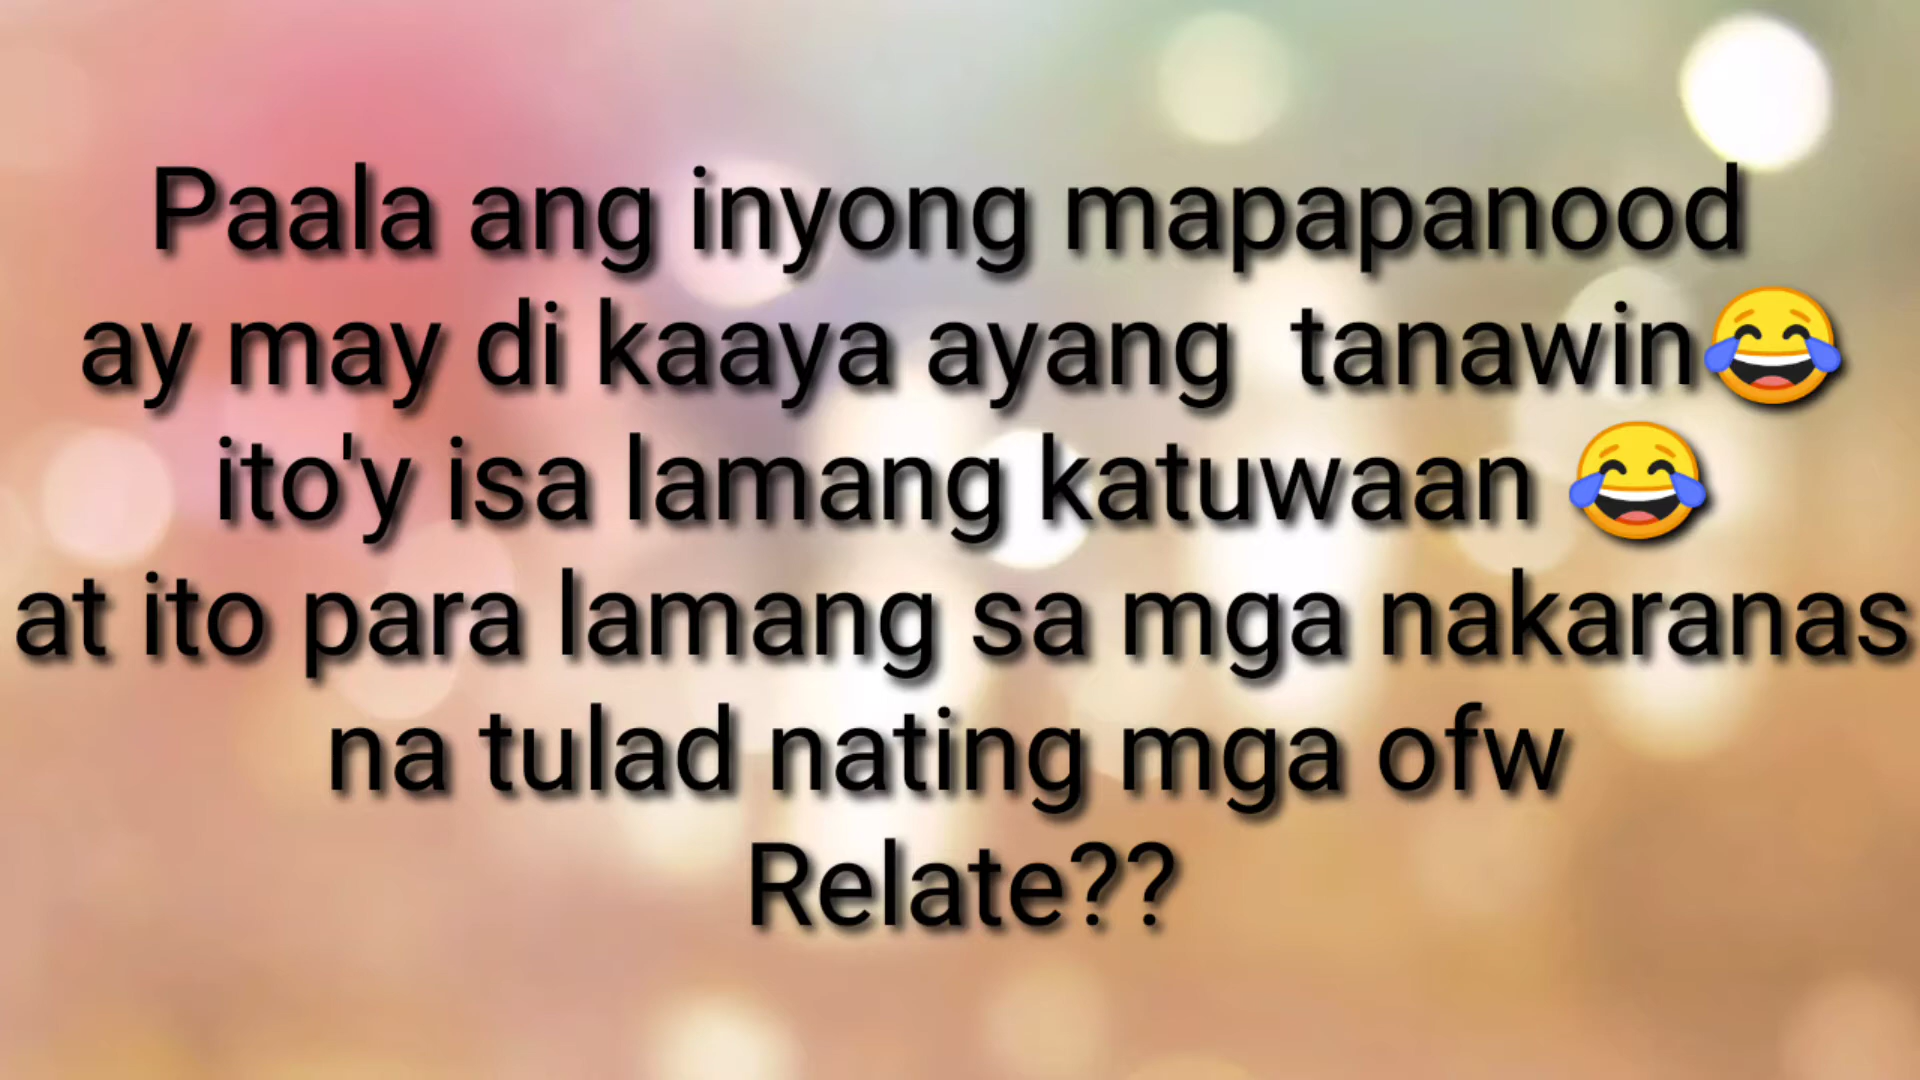 Paala ang inyong mapapanood
ay may di kaaya ayang  tanawin😂
ito'y isa lamang katuwaan 😂
at ito para lamang sa mga nakaranas
na tulad nating mga ofw
Relate??